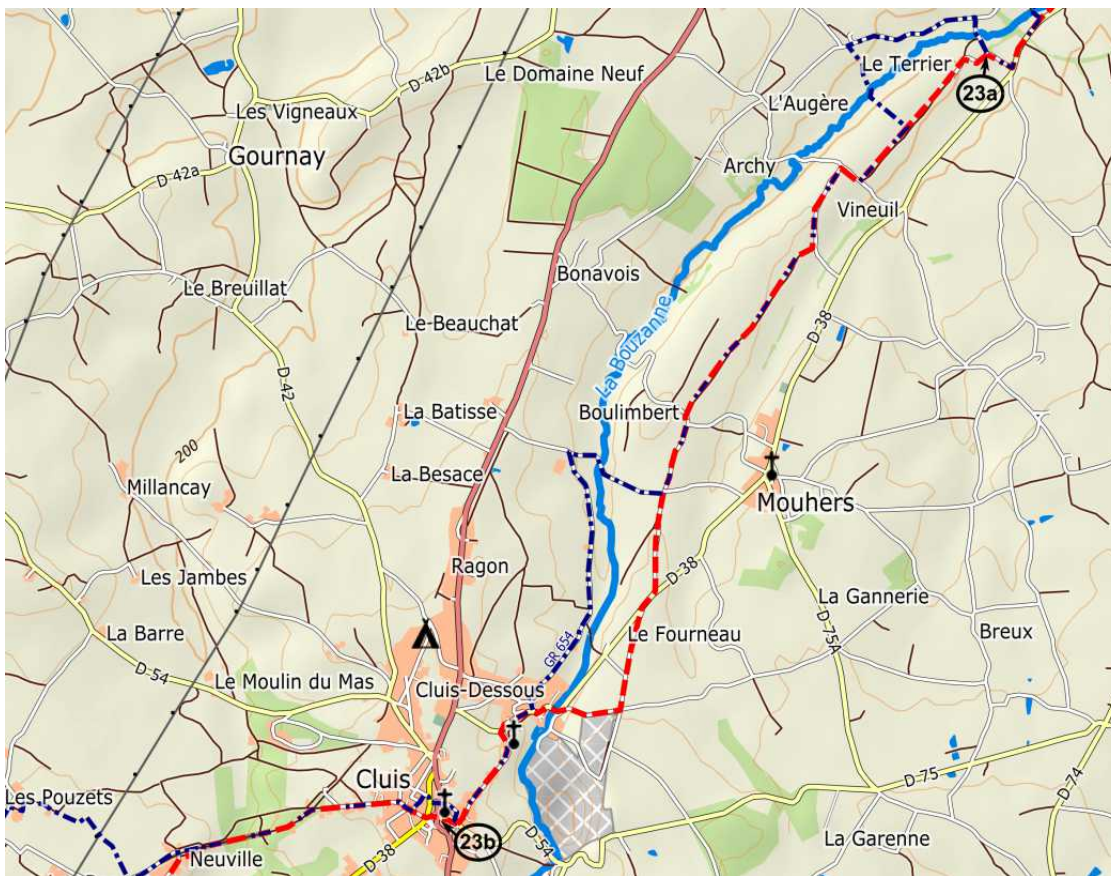 Le Domaine Neuf
Le Terrier
23a
D 42b
L'Augère
Les Vigneaux
Gournay
Archy
D 42a
Vineuil
Bonavois
Le Breuillat
Le Beauchat
La Bouzanne
D 38
D 42
La Batisse
Boulimbert
200
La Besace
Millancay
Mouhers
Ragon
Les Jambes
D 38
La Gannerie
La Barre
GR 654
Le Fourneau
D 75A
Breux
D 54
Le Moulin du Mas
Cluis-Dessous
Cluis
D 75
D 74
Les Pouzets
23b
D 54
La Garenne
Neuville
D 38